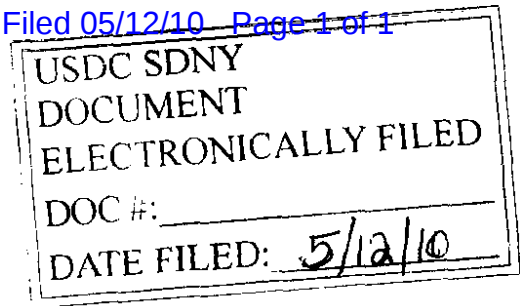 Filed 05/12/10 Page 1 of 1
USDC SDNY
DOCUMENT
ELECTRONICALLY FILED
DOC #:
DATE FILED: 5/12/10